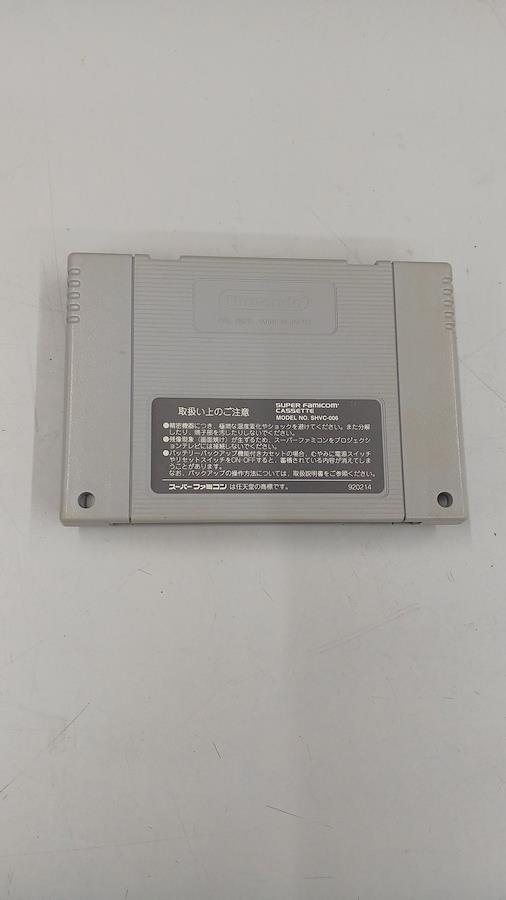 Nintendo
取扱い上のご注意
SUPER FAMICOM
CASSETTE
MODEL NO. SHVC-006
●精密機器につき、極端な温度変化やショックを避けてください。また分解
したり、端子部を汚したりしないでください。
●残像現象（画面焼け）が生ずるため、スーパーファミコンをプロジェクシ
ョンテレビには接続しないでください。
●バッテリーバックアップ機能付きカセットの場合、むやみに電源スイッチ
やリセットスイッチをON-OFFすると、蓄積されている内容が消えてしま
うことがあります。
なお、バックアップの操作方法については、取扱説明書をご参照ください。
スーパーファミコン は任天堂の商標です。
920214